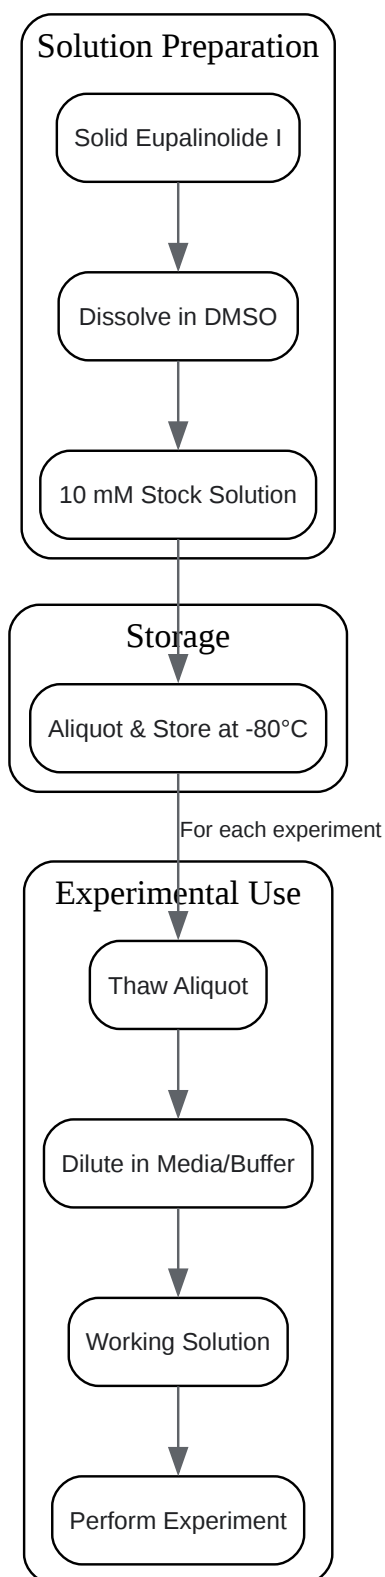 Solution Preparation
Solid Eupalinolide I
Dissolve in DMSO
10 mM Stock Solution
Storage
Aliquot & Store at -80°C
For each experiment
Experimental Use
Thaw Aliquot
Dilute in Media/Buffer
Working Solution
Perform Experiment